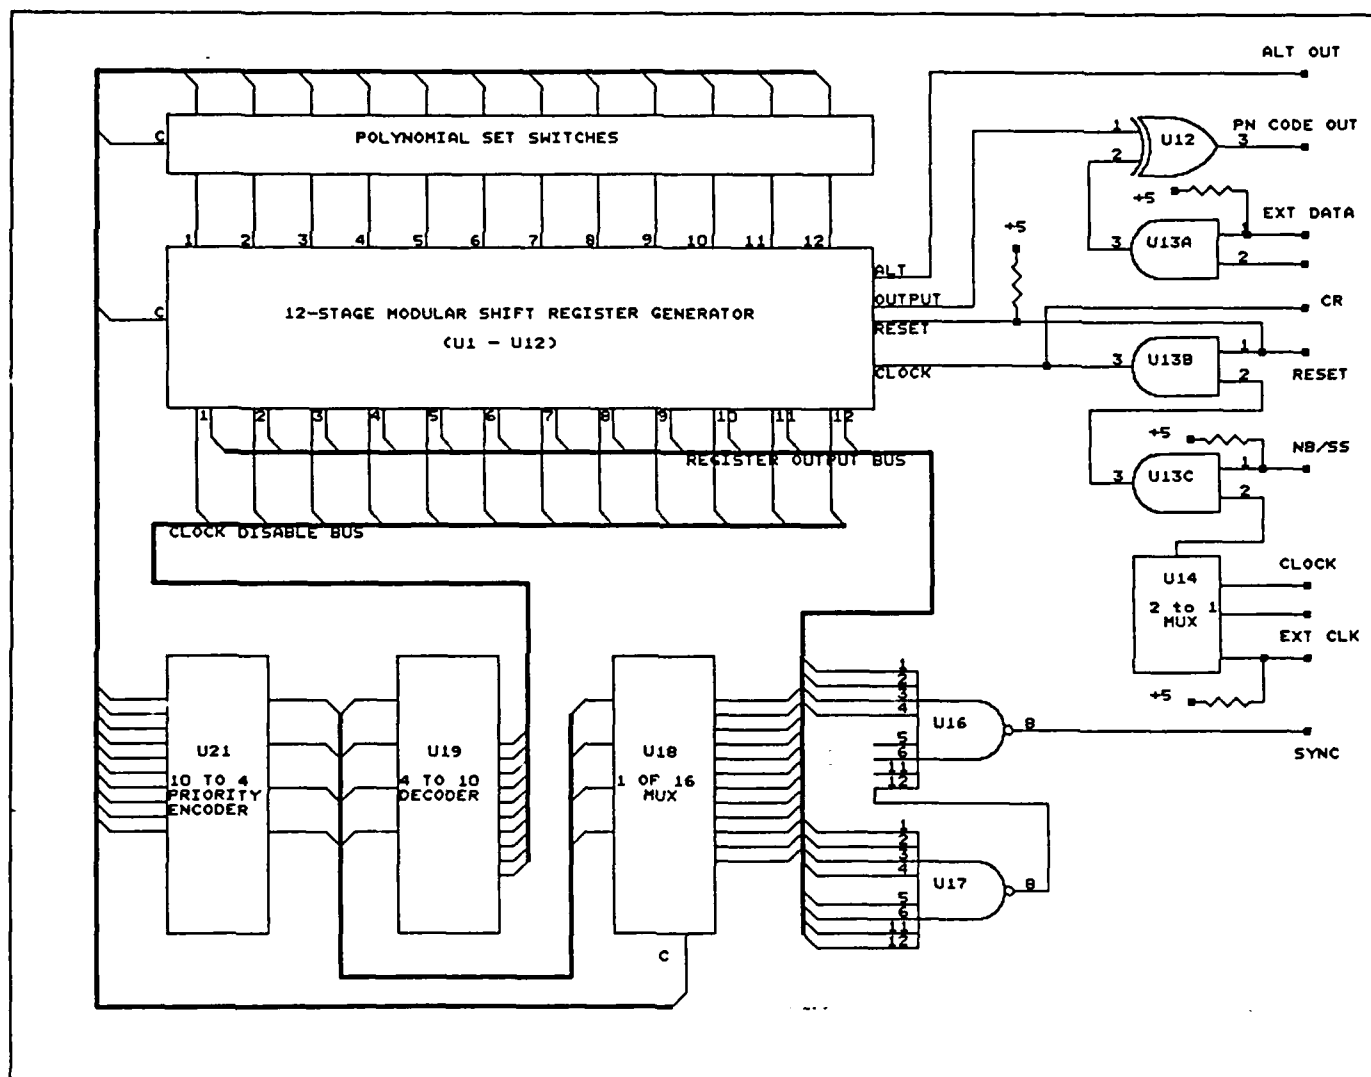 ALT OUT
C
POLYNOMIAL SET SWITCHES
1
2
U12
3
PN CODE OUT
+5
EXT DATA
1
2
3
4
5
6
7
8
9
10
11
12
+5
3
U13A
1
2
ALT
C
12-STAGE MODULAR SHIFT REGISTER GENERATOR
(U1 - U12)
OUTPUT
CR
RESET
CLOCK
3
U13B
1
2
RESET
1
2
3
4
5
6
7
8
9
10
11
12
REGISTER OUTPUT BUS
+5
NB/SS
3
U13C
1
2
CLOCK DISABLE BUS
U14
2 to 1
MUX
CLOCK
EXT CLK
+5
U21
10 TO 4
PRIORITY
ENCODER
U19
4 TO 10
DECODER
U18
1 OF 16
MUX
C
1
2
3
4
5
6
11
12
U16
8
SYNC
1
2
3
4
5
6
11
12
U17
8